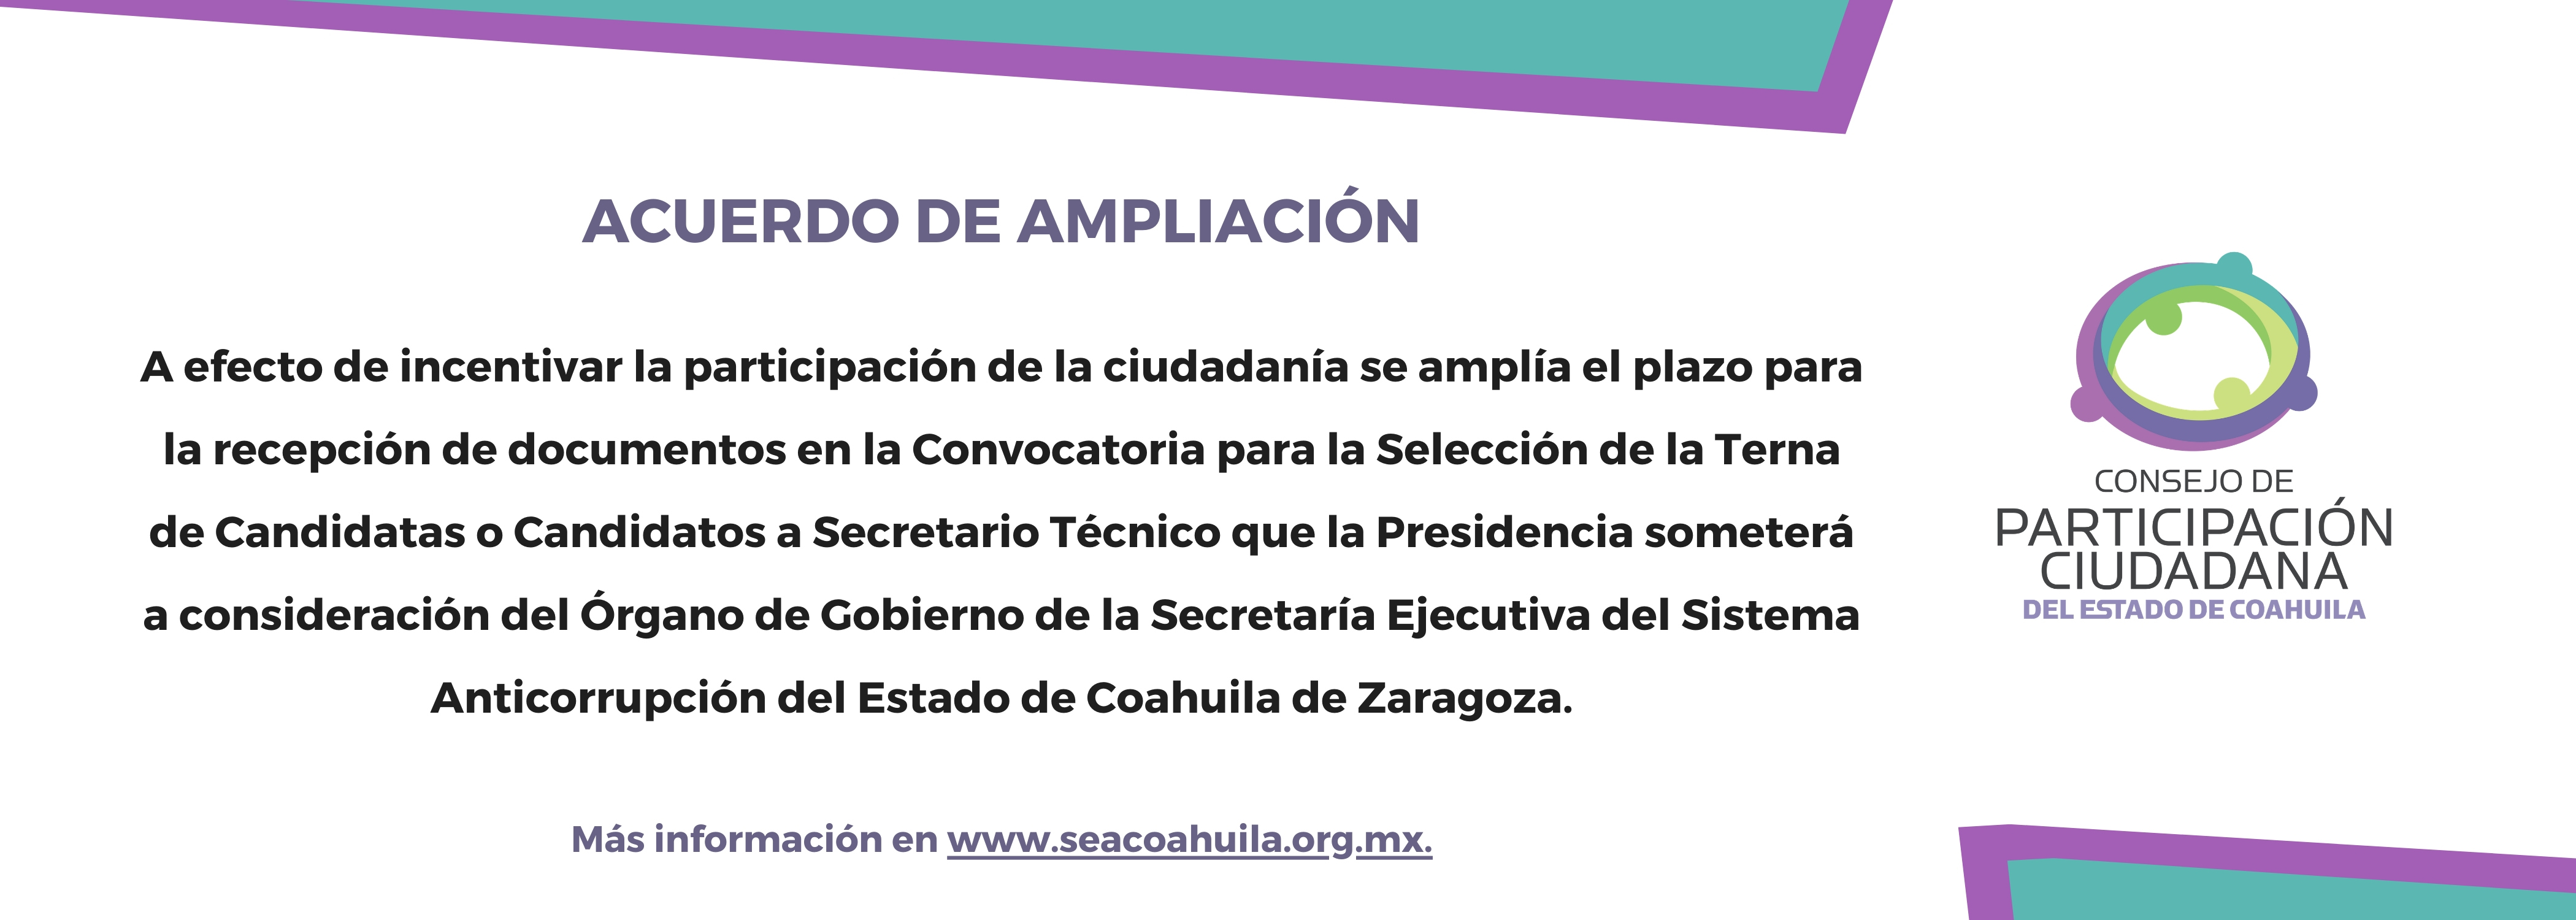 ACUERDO DE AMPLIACIÓN
A efecto de incentivar la participación de la ciudadanía se amplía el plazo para
la recepción de documentos en la Convocatoria para la Selección de la Terna
de Candidatas o Candidatos a Secretario Técnico que la Presidencia someterá
a consideración del Órgano de Gobierno de la Secretaría Ejecutiva del Sistema
Anticorrupción del Estado de Coahuila de Zaragoza.
Más información en www.seacoahuila.org.mx.
CONSEJO DE
PARTICIPACIÓN
CIUDADANA
DEL ESTADO DE COAHUILA